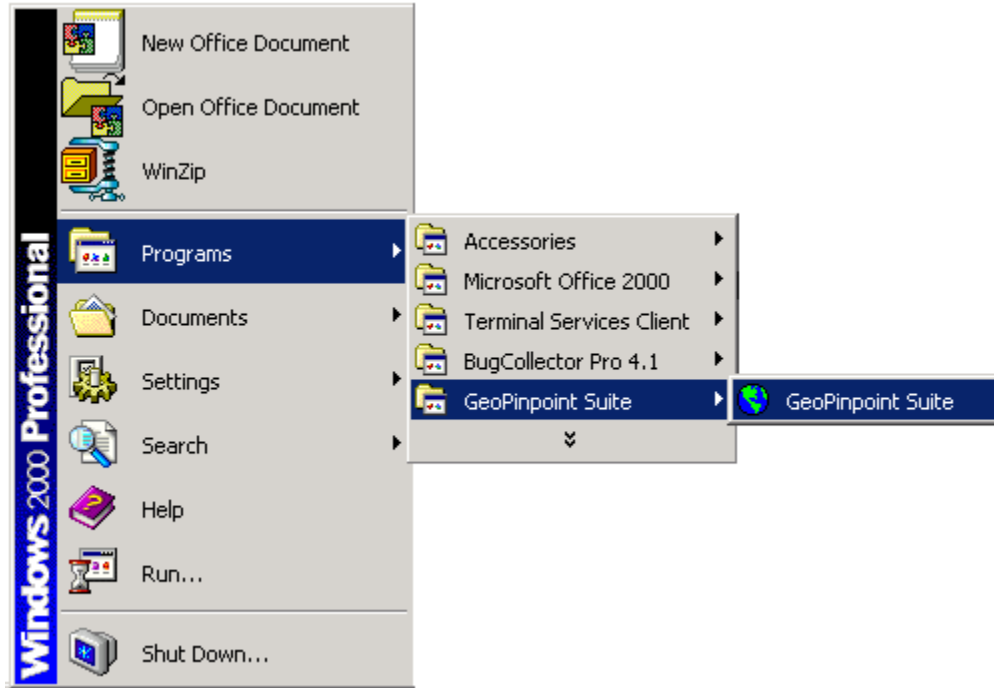 New Office Document
Open Office Document
WinZip
Programs
Documents
Settings
Search
Help
Run...
Shut Down...
Windows 2000 Professional
Accessories
Microsoft Office 2000
Terminal Services Client
BugCollector Pro 4.1
GeoPinpoint Suite
GeoPinpoint Suite